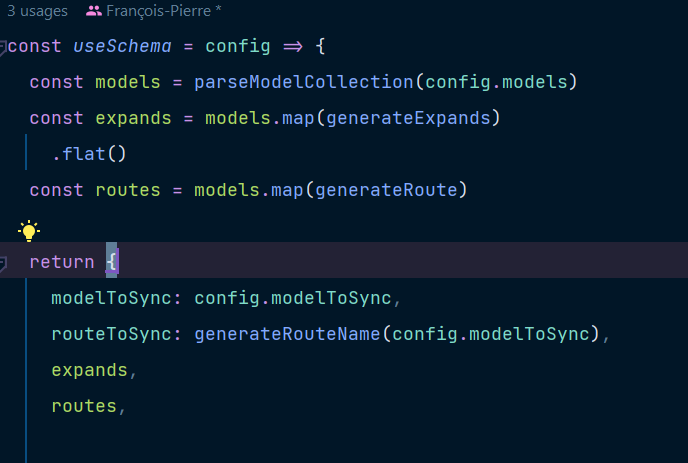 3 usages François-Pierre *
const useSchema = config => {
const models = parseModelCollection(config.models)
const expands = models.map(generateExpands)
.flat()
const routes = models.map(generateRoute)
return {
modelToSync: config.modelToSync,
routeToSync: generateRouteName(config.modelToSync),
expands,
routes,